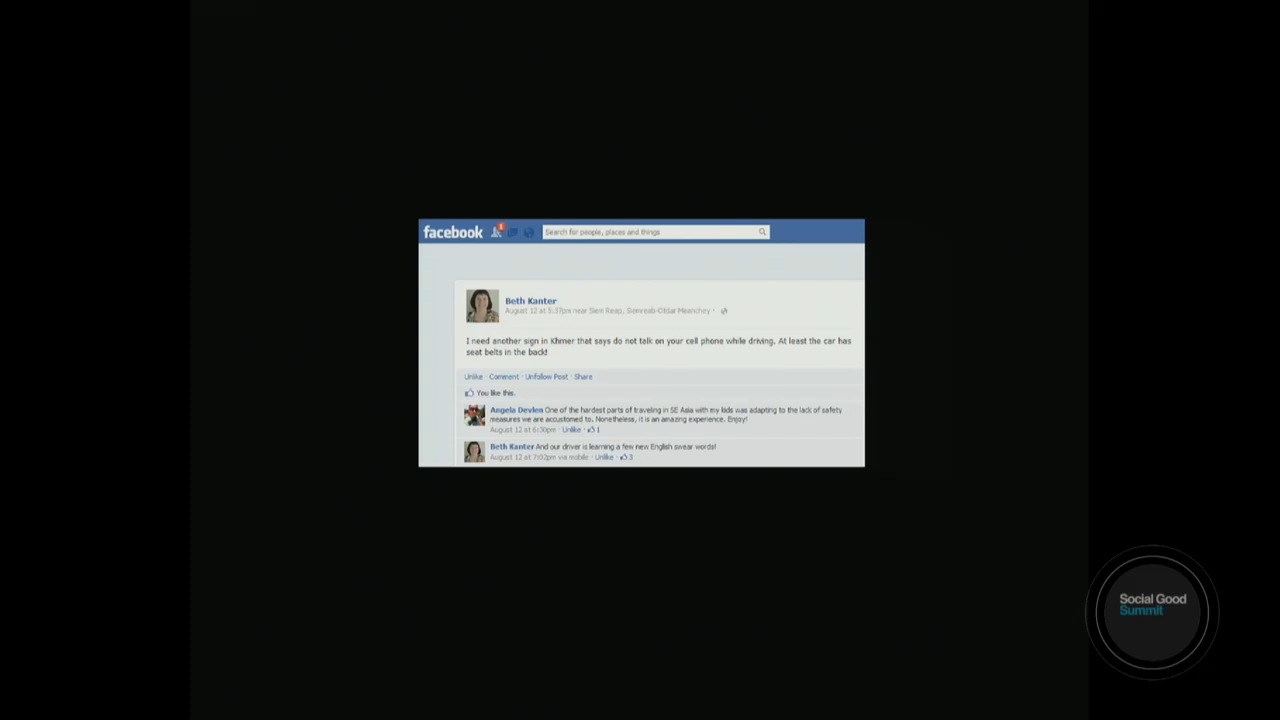 facebook
1
Search for people, places and things
Beth Kanter
August 12 at 5:37pm near Siem Reap, Siemreab-Otdar Meanchey ·
I need another sign in Khmer that says do not talk on your cell phone while driving. At least the car has
seat belts in the back!
Unlike · Comment · Unfollow Post · Share
You like this.
Angela Devlen One of the hardest parts of traveling in SE Asia with my kids was adapting to the lack of safety
measures we are accustomed to. Nonetheless, it is an amazing experience. Enjoy!
August 12 at 6:30pm · Unlike · 1
Beth Kanter And our driver is learning a few new English swear words!
August 12 at 7:02pm via mobile · Unlike · 3
Social Good
Summit